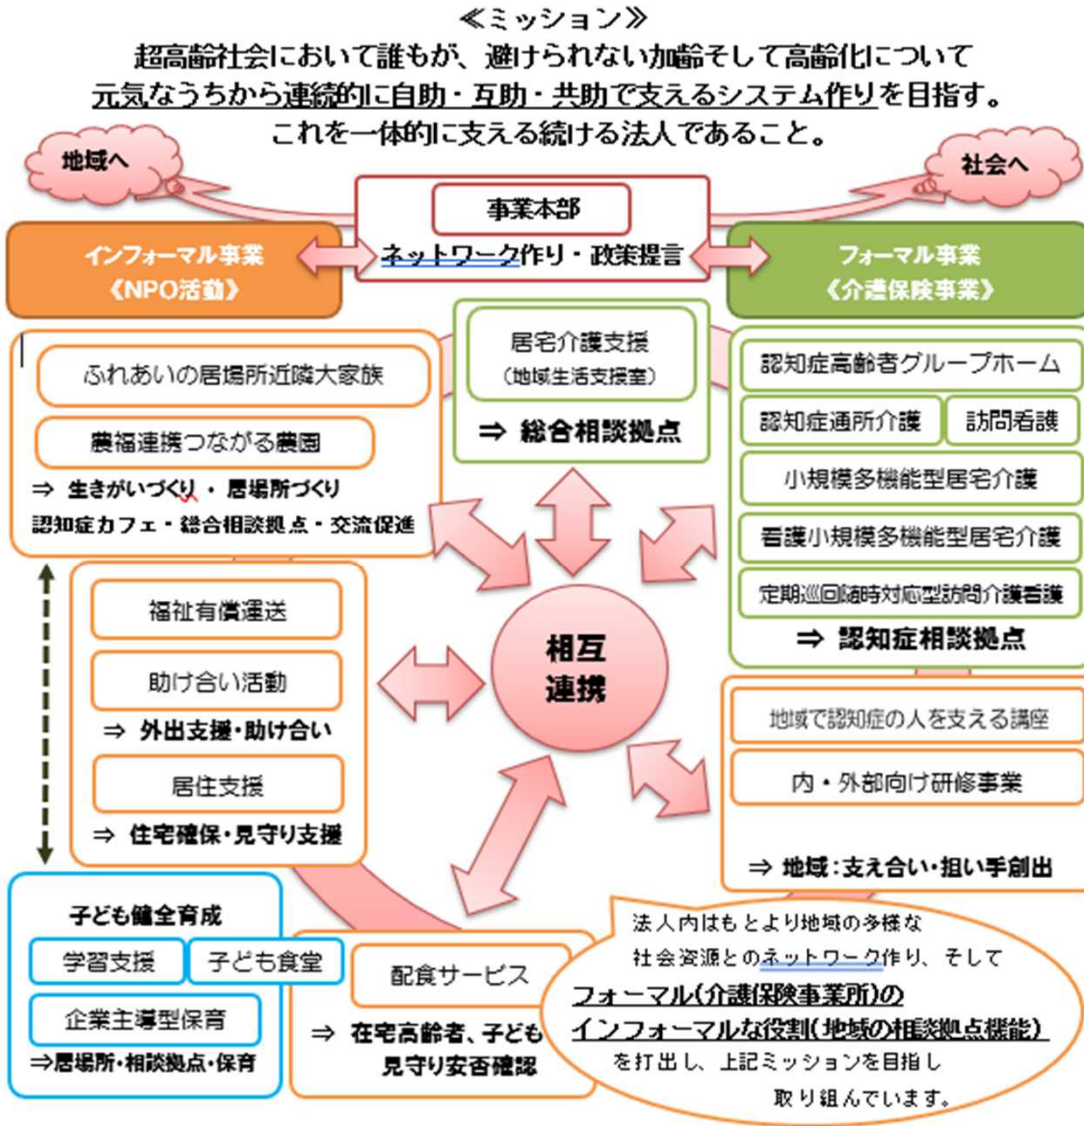 ≪ミッション≫
超高齢社会において誰もが、避けられない加齢そして高齢化について
元気なうちから連続的に自助・互助・共助で支えるシステム作りを目指す。
これを一体的に支える続ける法人であること。
地域へ
社会へ
事業本部
ネットワーク作り・政策提言
インフォーマル事業
《NPO活動》
フォーマル事業
《介護保険事業》
ふれあいの居場所近隣大家族
農福連携つながる農園
⇒ 生きがいづくり ・ 居場所づくり
認知症カフェ・総合相談拠点・交流促進
居宅介護支援
(地域生活支援室)
⇒ 総合相談拠点
認知症高齢者グループホーム
認知症通所介護
訪問看護
小規模多機能型居宅介護
看護小規模多機能型居宅介護
定期巡回随時対応型訪問介護看護
⇒ 認知症相談拠点
福祉有償運送
助け合い活動
⇒ 外出支援・助け合い
居住支援
⇒ 住宅確保・見守り支援
相互
連携
地域で認知症の人を支える講座
内・外部向け研修事業
⇒ 地域：支え合い・担い手創出
子ども健全育成
学習支援
子ども食堂
企業主導型保育
⇒居場所・相談拠点・保育
配食サービス
⇒ 在宅高齢者、子ども
見守り安否確認
法人内はもとより地域の多様な
社会資源とのネットワーク作り、そして
フォーマル(介護保険事業所)の
インフォーマルな役割(地域の相談拠点機能)
を打出し、上記ミッションを目指し
取り組んでいます。